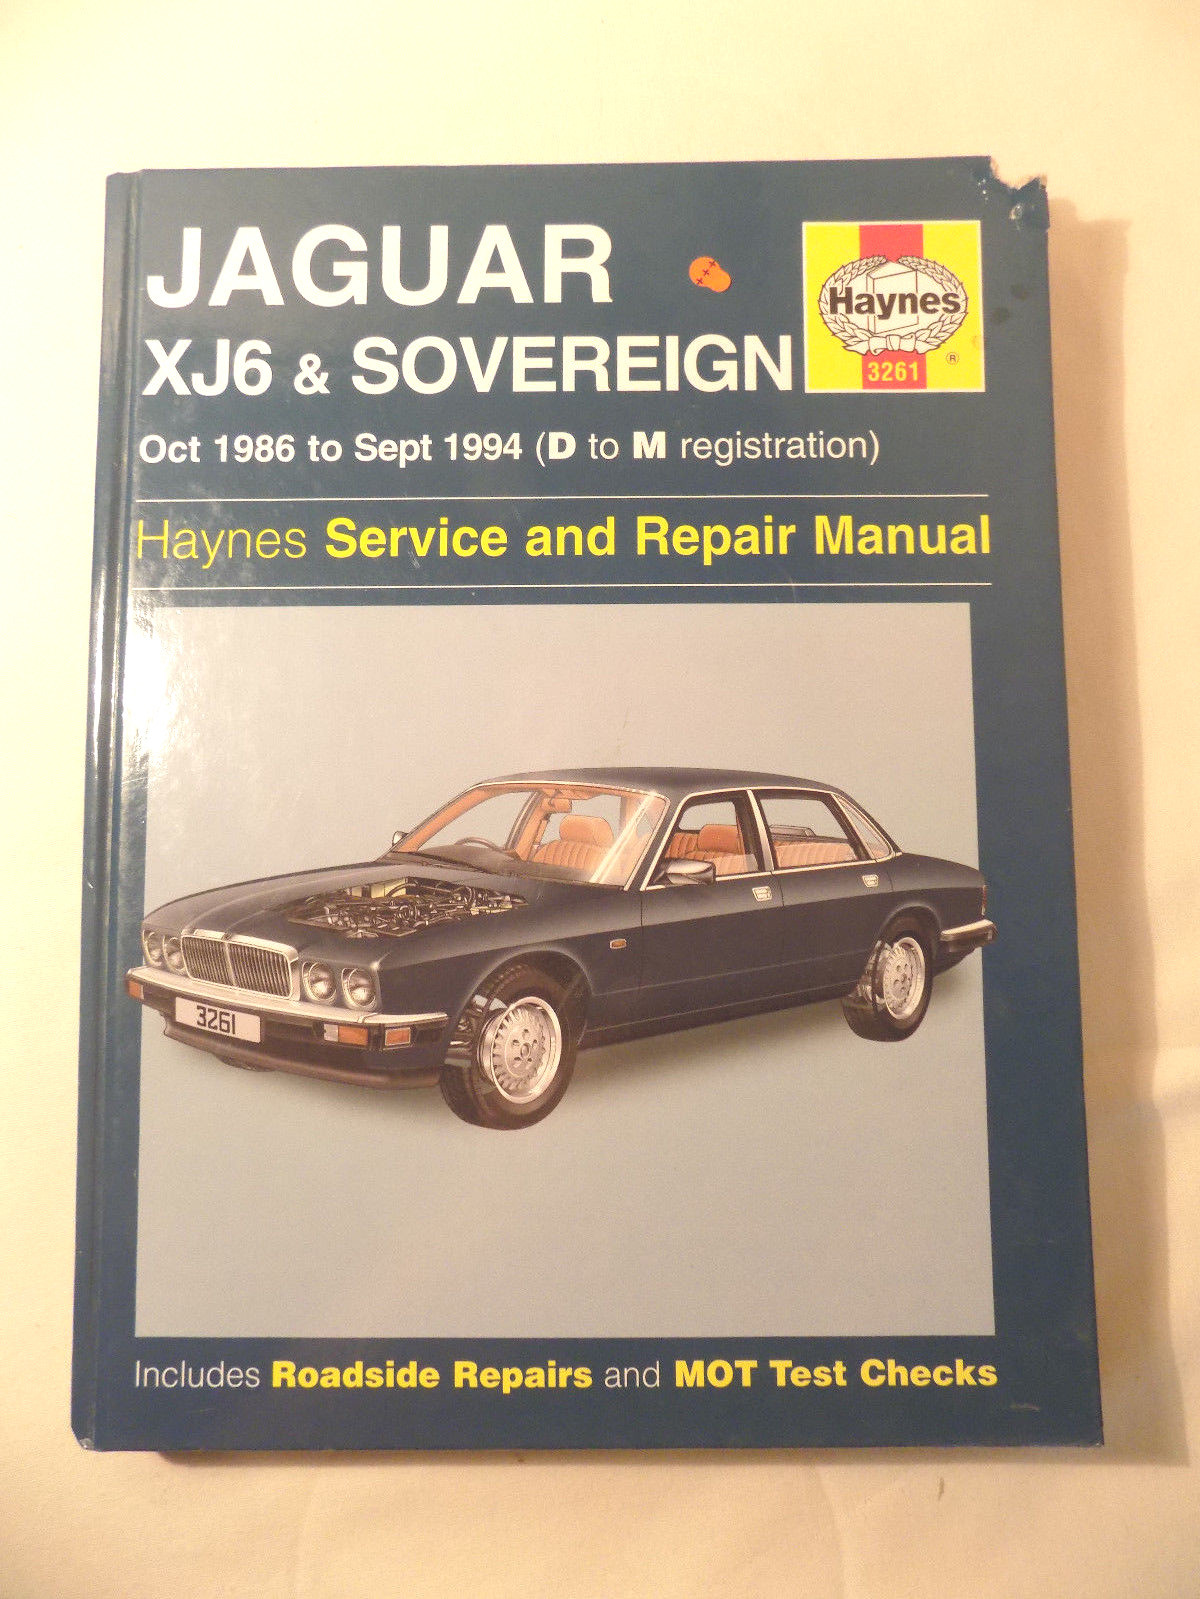 JAGUAR
XJ6 & SOVEREIGN
Haynes
®
3261
Oct 1986 to Sept 1994 (D to M registration)
Haynes Service and Repair Manual
3261
Includes Roadside Repairs and MOT Test Checks